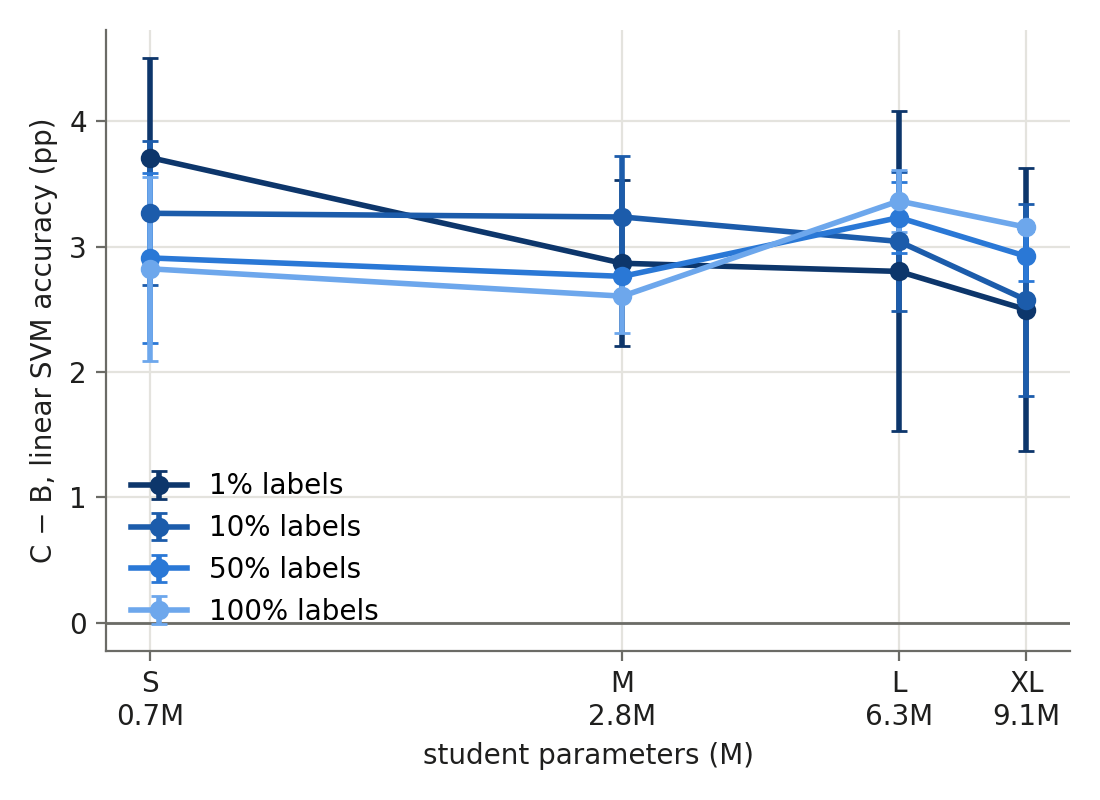 C − B, linear SVM accuracy (pp)
4
3
2
1
0
1% labels
10% labels
50% labels
100% labels
S
0.7M
M
2.8M
L
6.3M
XL
9.1M
student parameters (M)